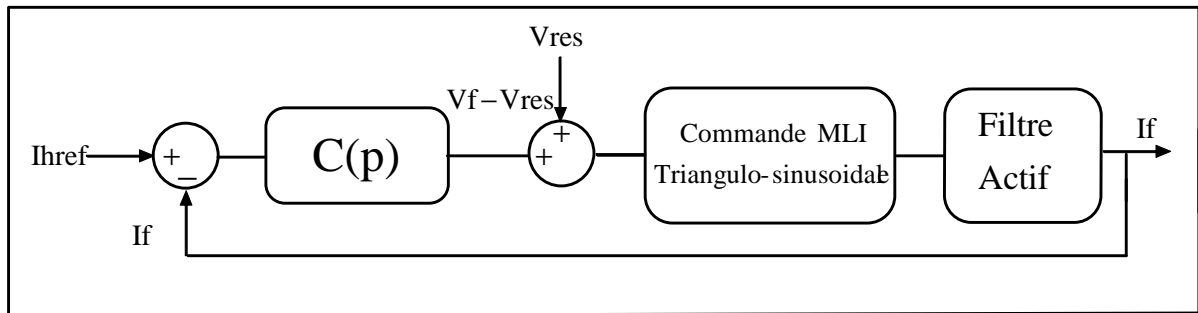 Vres
Vf-Vres
Ihref
+
−
C(p)
+
+
Commande MLI
Triangulo-sinusoidale
Filtre
Actif
If
If